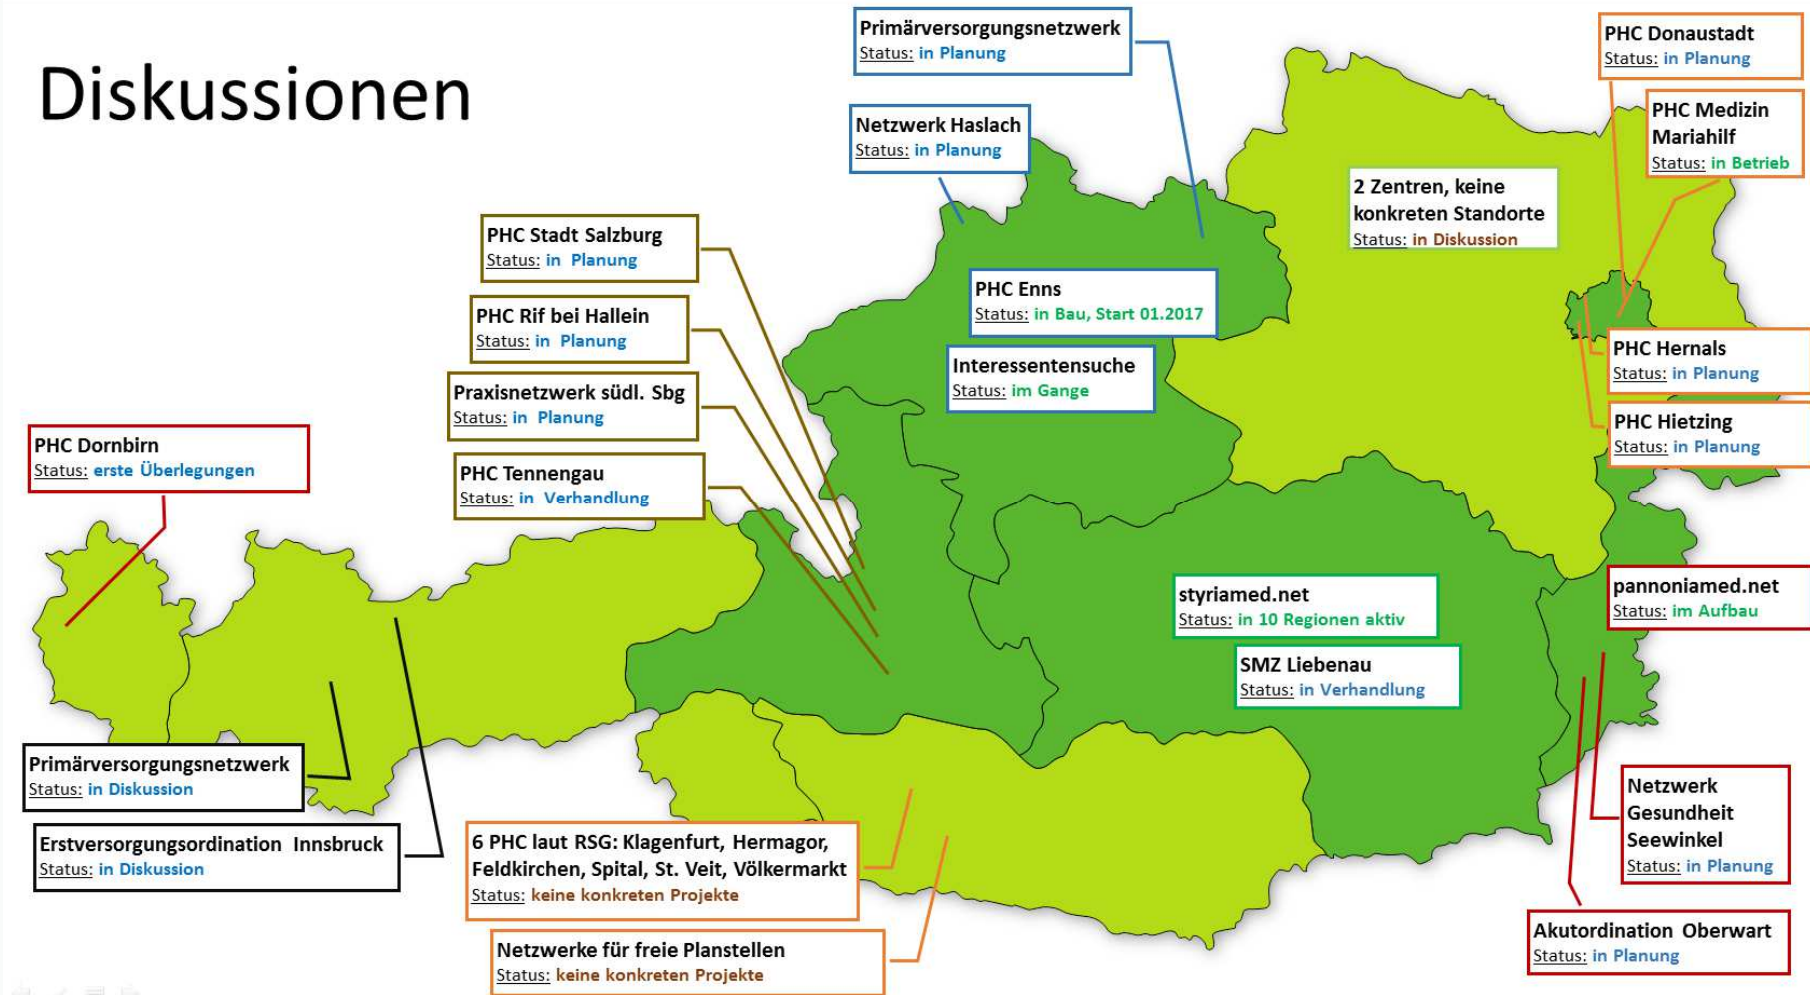 Diskussionen
Primärversorgungsnetzwerk
Status: in Planung
PHC Donaustadt
Status: in Planung
Netzwerk Haslach
Status: in Planung
PHC Medizin
Mariahilf
Status: in Betrieb
2 Zentren, keine
konkreten Standorte
Status: in Diskussion
PHC Stadt Salzburg
Status: in Planung
PHC Enns
Status: in Bau, Start 01.2017
PHC Rif bei Hallein
Status: in Planung
Interessentensuche
Status: im Gange
PHC Hernals
Status: in Planung
Praxisnetzwerk südl. Sbg
Status: in Planung
PHC Hietzing
Status: in Planung
PHC Dornbirn
Status: erste Überlegungen
PHC Tennengau
Status: in Verhandlung
styriamed.net
Status: in 10 Regionen aktiv
pannoniamed.net
Status: im Aufbau
SMZ Liebenau
Status: in Verhandlung
Primärversorgungsnetzwerk
Status: in Diskussion
Netzwerk
Gesundheit
Seewinkel
Status: in Planung
Erstversorgungsordination Innsbruck
Status: in Diskussion
6 PHC laut RSG: Klagenfurt, Hermagor,
Feldkirchen, Spital, St. Veit, Völkermarkt
Status: keine konkreten Projekte
Akutordination Oberwart
Status: in Planung
Netzwerke für freie Planstellen
Status: keine konkreten Projekte